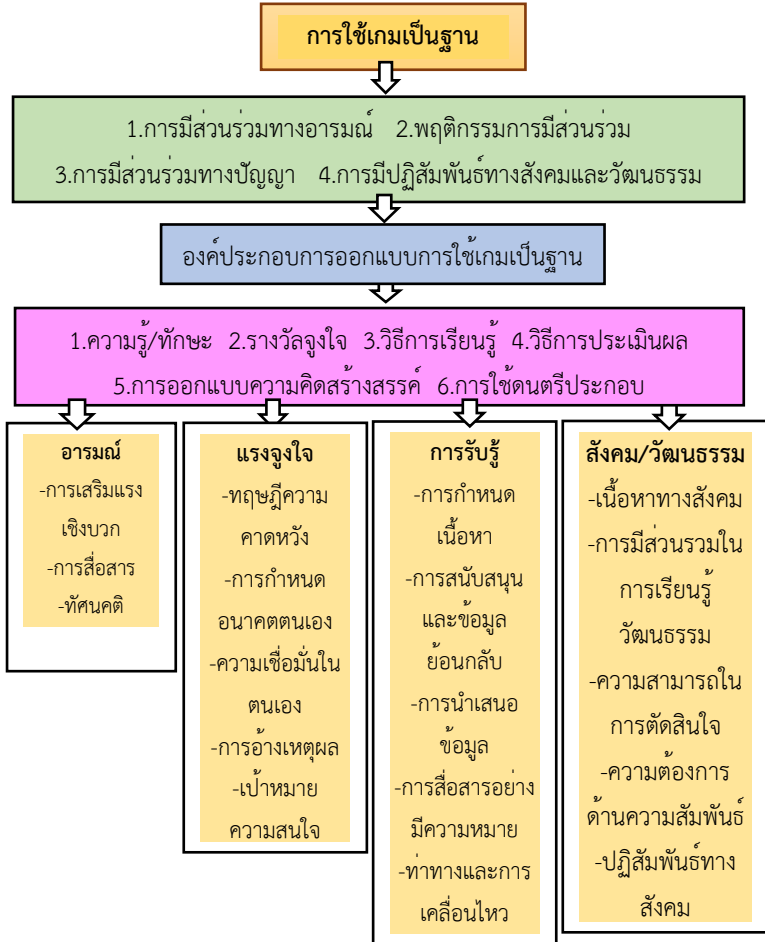 การใช้เกมเป็นฐาน
1.การมีส่วนร่วมทางอารมณ์ 2.พฤติกรรมการมีส่วนร่วม
3.การมีส่วนร่วมทางปัญญา 4.การมีปฏิสัมพันธ์ทางสังคมและวัฒนธรรม
องค์ประกอบการออกแบบการใช้เกมเป็นฐาน
1.ความรู้/ทักษะ 2.รางวัลจูงใจ 3.วิธีการเรียนรู้ 4.วิธีการประเมินผล
5.การออกแบบความคิดสร้างสรรค์ 6.การใช้ดนตรีประกอบ
อารมณ์
-การเสริมแรง
เชิงบวก
-การสื่อสาร
-ทัศนคติ
แรงจูงใจ
-ทฤษฎีความ
คาดหวัง
-การกำหนด
อนาคตตนเอง
-ความเชื่อมั่นใน
ตนเอง
-การอ้างเหตุผล
-เป้าหมาย
ความสนใจ
การรับรู้
-การกำหนด
เนื้อหา
-การสนับสนุน
และข้อมูล
ย้อนกลับ
-การนำเสนอ
ข้อมูล
-การสื่อสารอย่าง
มีความหมาย
-ท่าทางและการ
เคลื่อนไหว
สังคม/วัฒนธรรม
-เนื้อหาทางสังคม
-การมีส่วนรวมใน
การเรียนรู้
วัฒนธรรม
-ความสามารถใน
การตัดสินใจ
-ความต้องการ
ด้านความสัมพันธ์
-ปฏิสัมพันธ์ทาง
สังคม